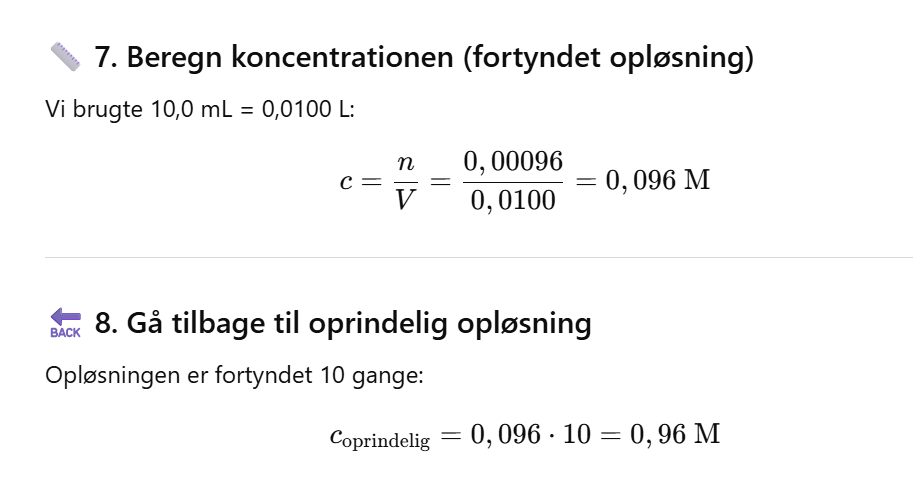 7. Beregn koncentrationen (fortyndet opløsning)
Vi brugte 10,0 mL = 0,0100 L:
c = n/V = 0,00096/0,0100 = 0,096 M
BACK 8. Gå tilbage til oprindelig opløsning
Opløsningen er fortyndet 10 gange:
c_oprindelig = 0,096 · 10 = 0,96 M